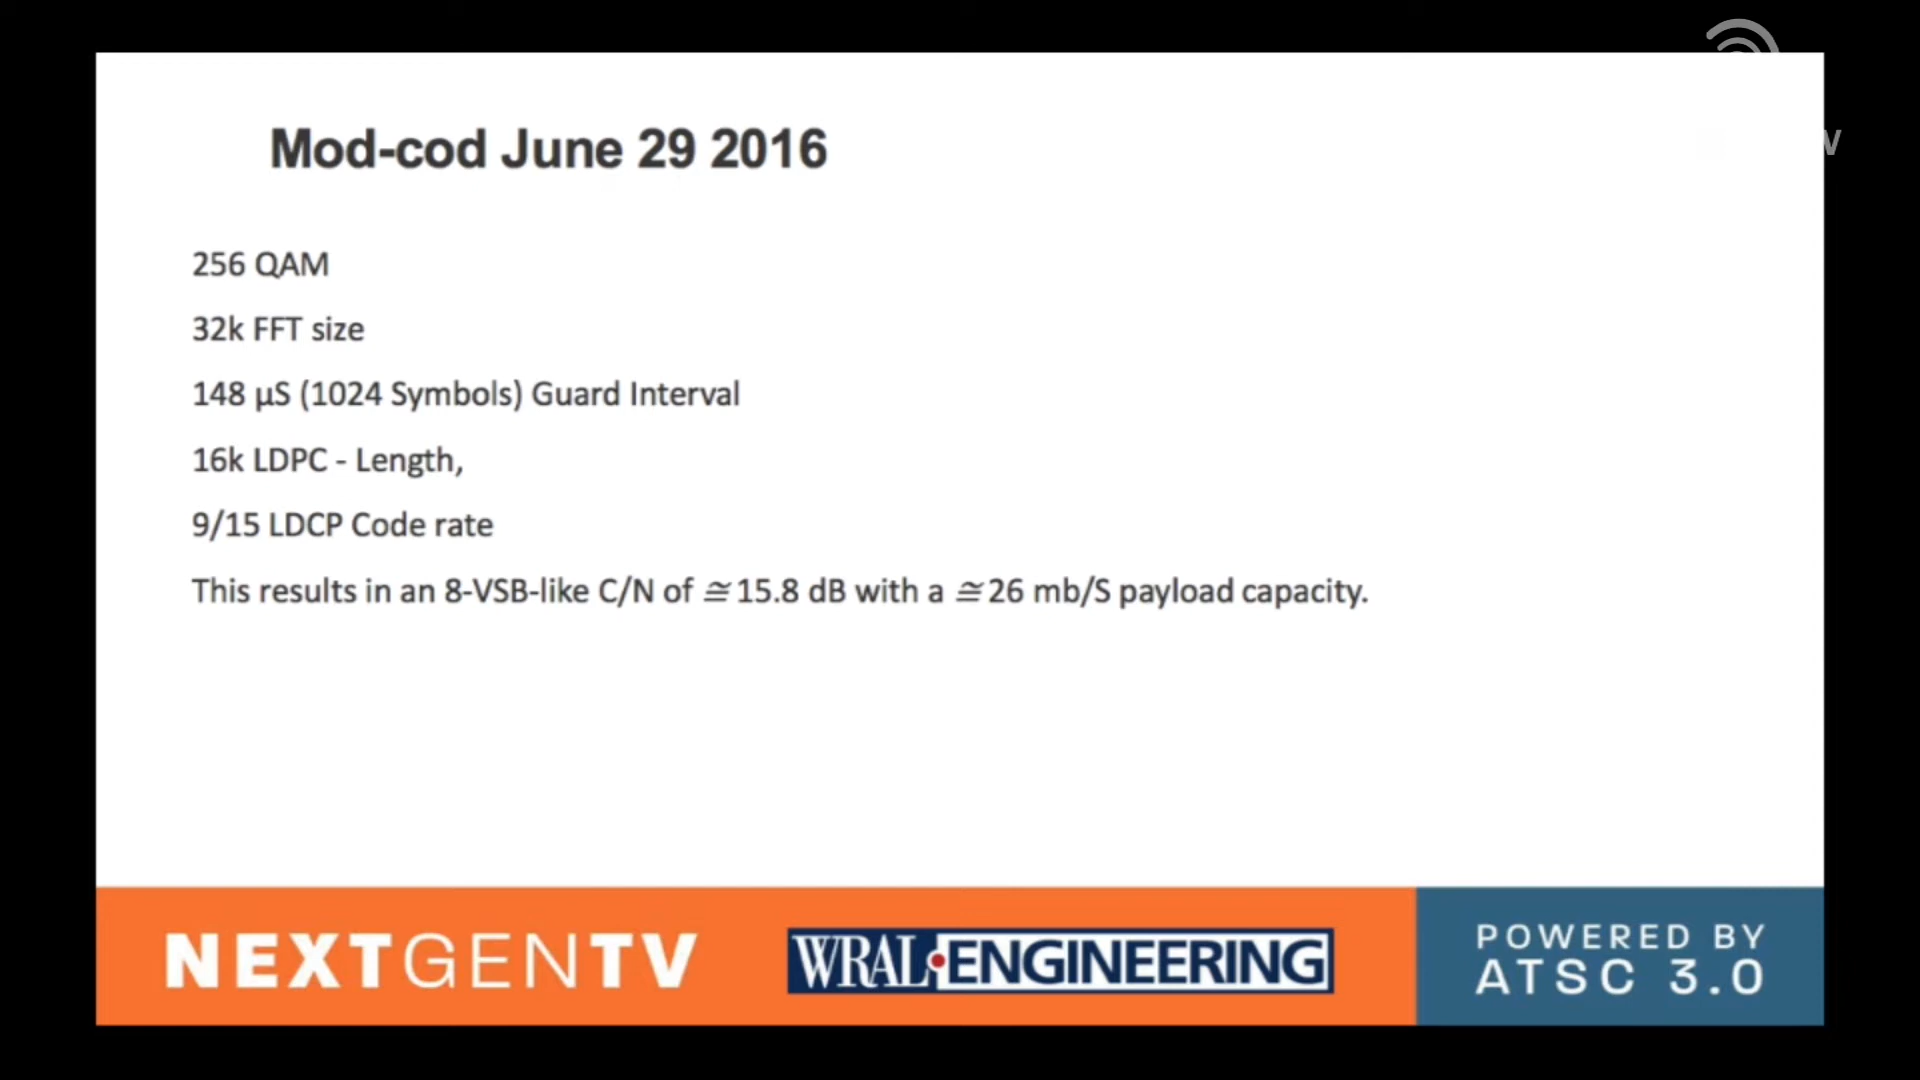 Mod-cod June 29 2016
256 QAM
32k FFT size
148 µS (1024 Symbols) Guard Interval
16k LDPC - Length,
9/15 LDCP Code rate
This results in an 8-VSB-like C/N of ≅ 15.8 dB with a ≅ 26 mb/S payload capacity.
NEXTGENTV
WRAL•ENGINEERING
POWERED BY
ATSC 3.0